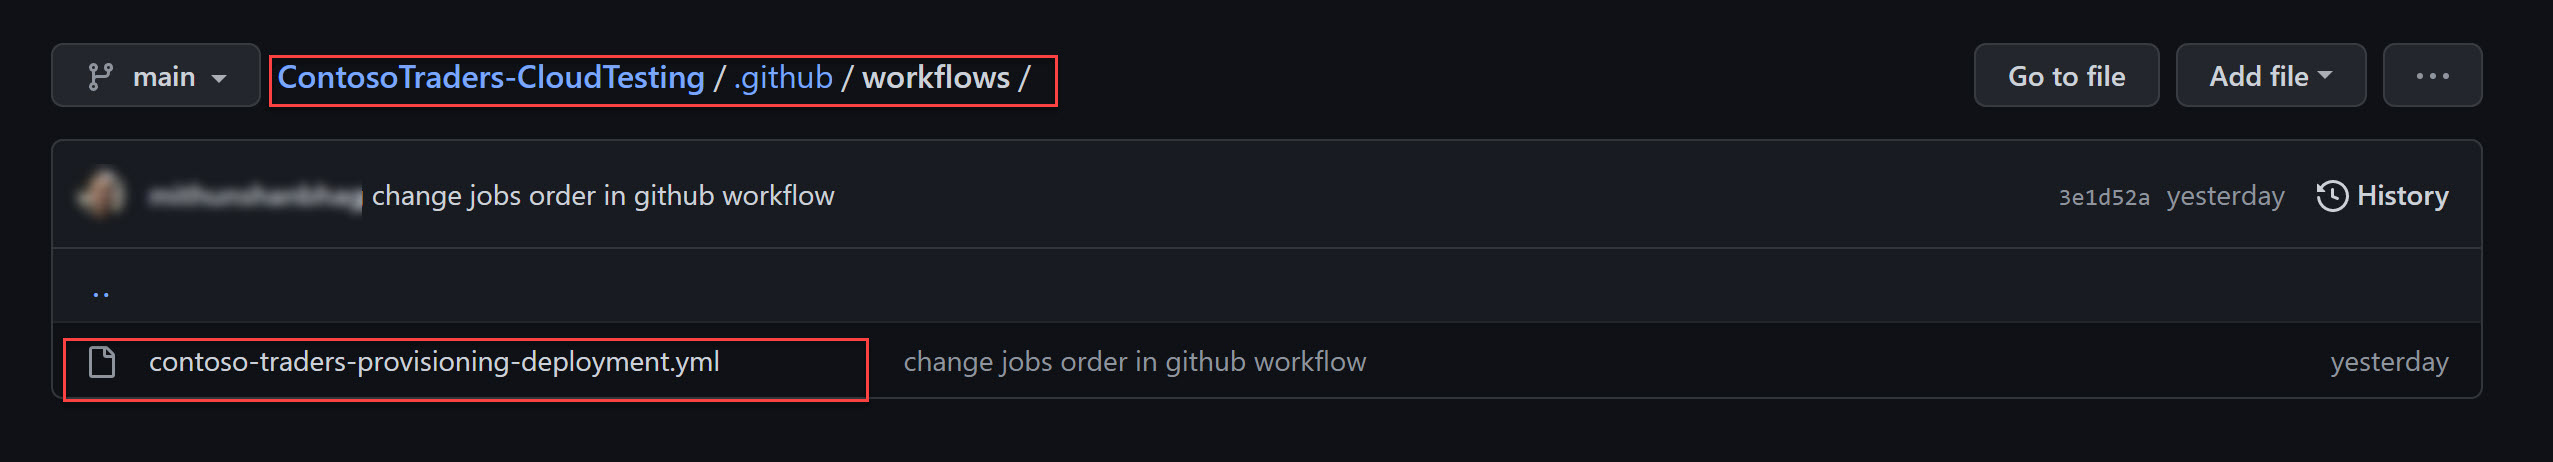 main ContosoTraders-CloudTesting / .github / workflows / Go to file Add file ...
change jobs order in github workflow 3e1d52a yesterday History
..
contoso-traders-provisioning-deployment.yml change jobs order in github workflow yesterday